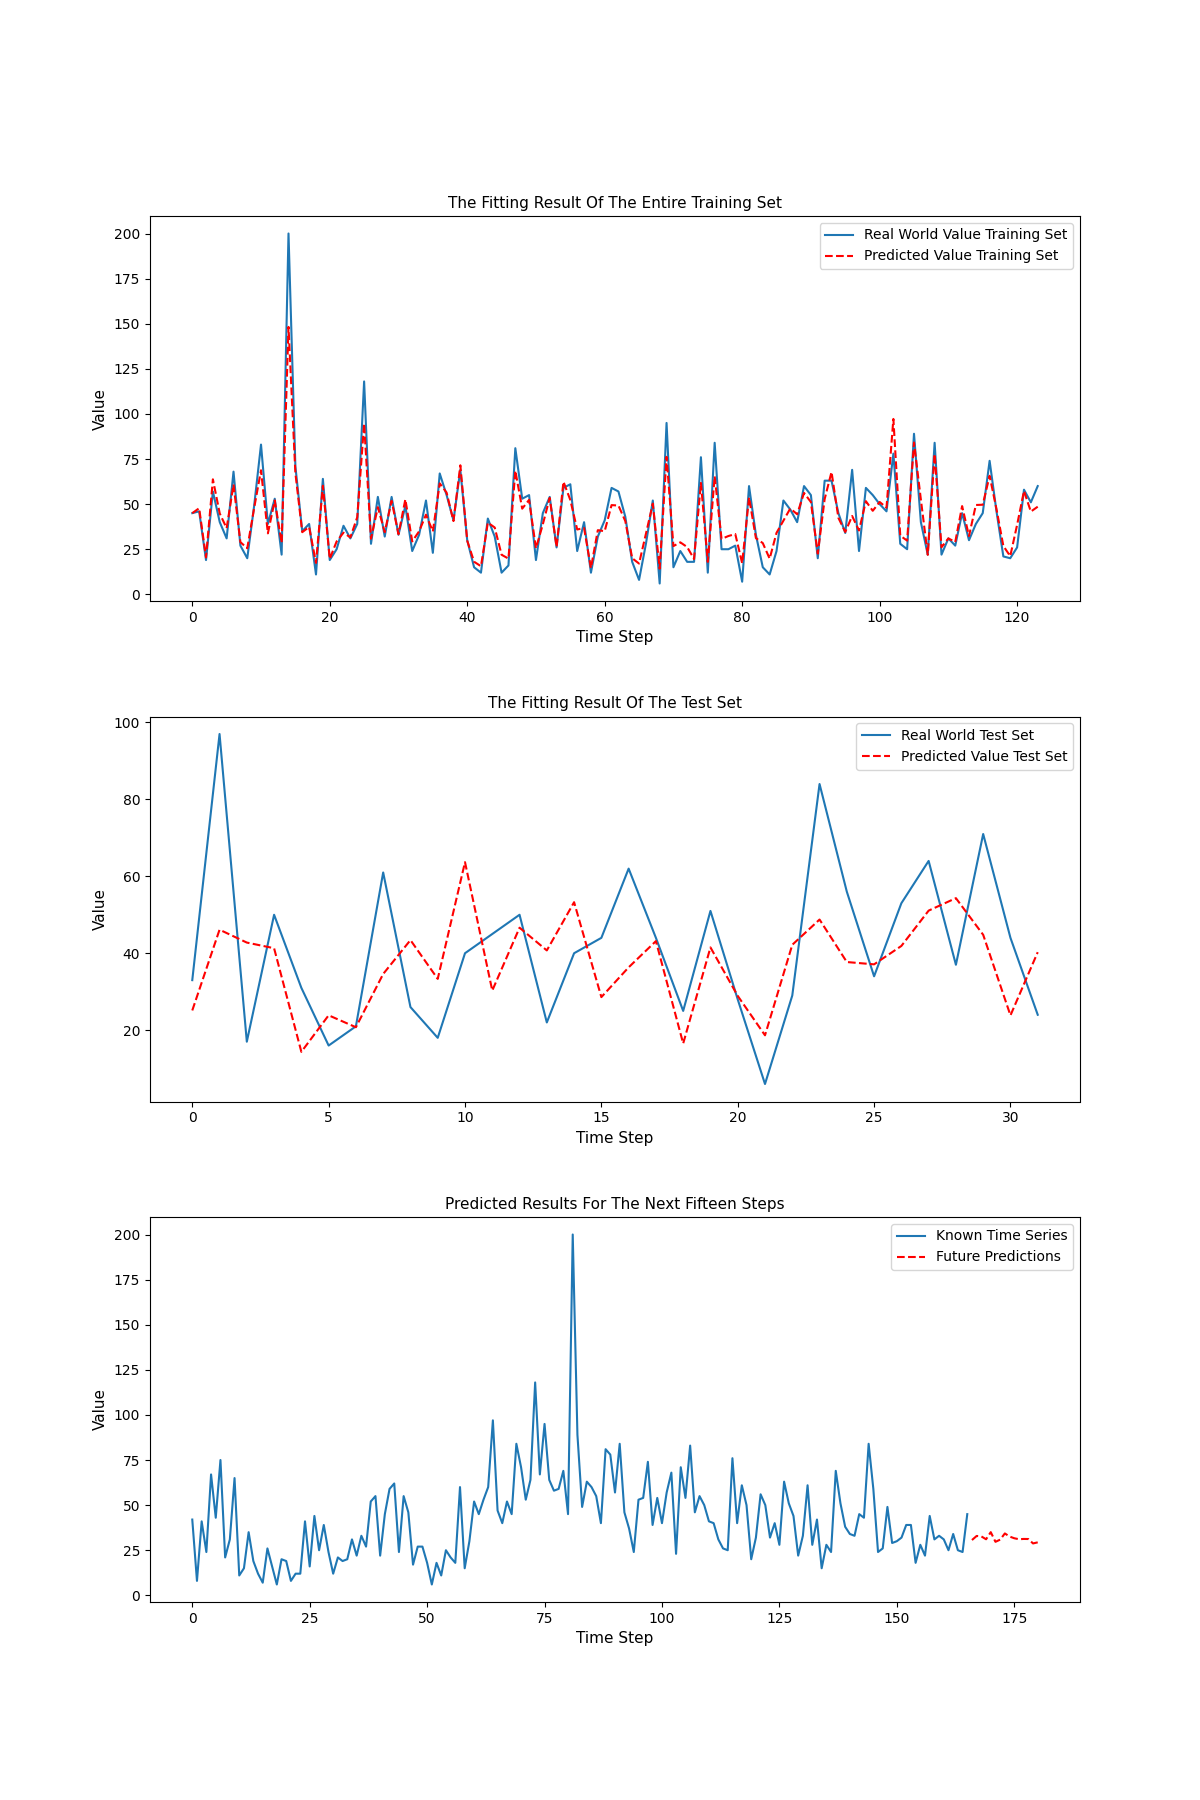 The Fitting Result Of The Entire Training Set
Real World Value Training Set
Predicted Value Training Set
Value
200
175
150
125
100
75
50
25
0
0 20 40 60 80 100 120
Time Step
The Fitting Result Of The Test Set
Real World Test Set
Predicted Value Test Set
Value
100
80
60
40
20
0 5 10 15 20 25 30
Time Step
Predicted Results For The Next Fifteen Steps
Known Time Series
Future Predictions
Value
200
175
150
125
100
75
50
25
0
0 25 50 75 100 125 150 175
Time Step